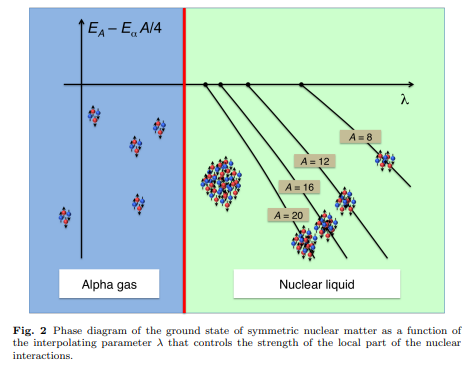 E_A – E_α A/4
λ
A = 8
A = 12
A = 16
A = 20
Alpha gas
Nuclear liquid
Fig. 2 Phase diagram of the ground state of symmetric nuclear matter as a function of
the interpolating parameter λ that controls the strength of the local part of the nuclear
interactions.